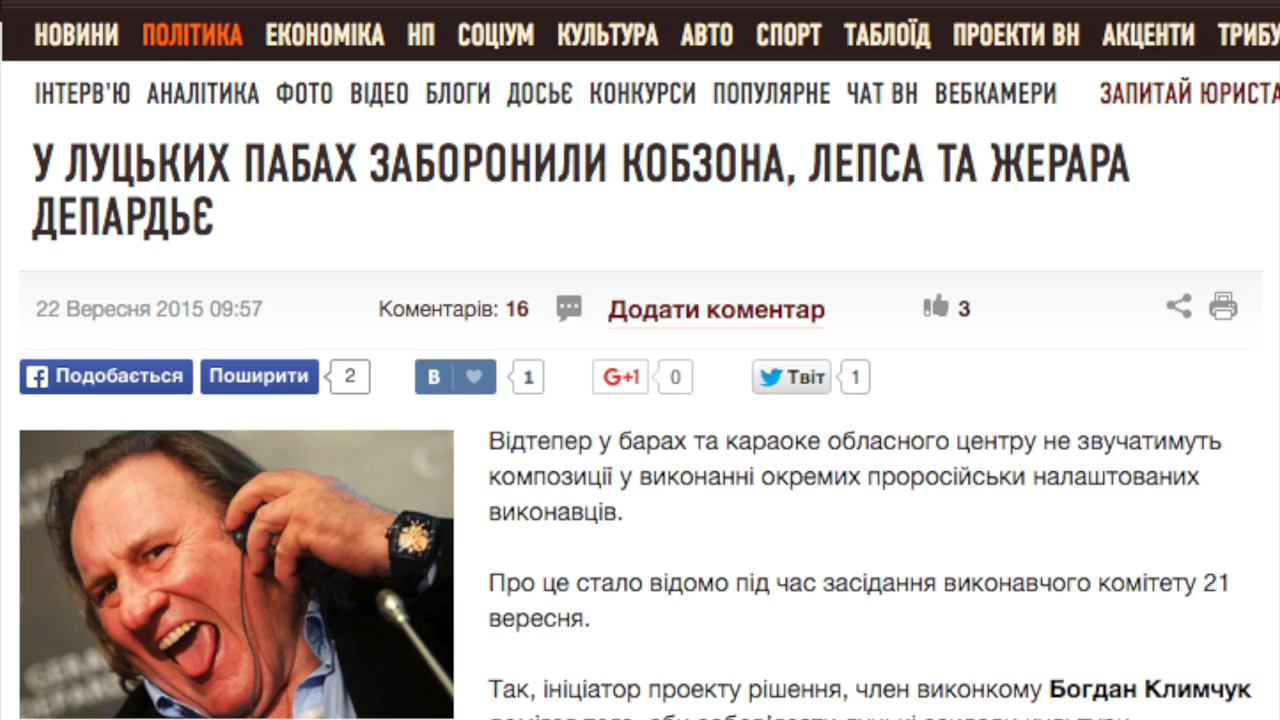 НОВИНИ ПОЛІТИКА ЕКОНОМІКА НП СОЦІУМ КУЛЬТУРА АВТО СПОРТ ТАБЛОЇД ПРОЕКТИ ВН АКЦЕНТИ ТРИБУ
ІНТЕРВ'Ю АНАЛІТИКА ФОТО ВІДЕО БЛОГИ ДОСЬЄ КОНКУРСИ ПОПУЛЯРНЕ ЧАТ ВН ВЕБКАМЕРИ ЗАПИТАЙ ЮРИСТА
У ЛУЦЬКИХ ПАБАХ ЗАБОРОНИЛИ КОБЗОНА, ЛЕПСА ТА ЖЕРАРА
ДЕПАРДЬЄ
22 Вересня 2015 09:57 Коментарів: 16 Додати коментар 3
Подобається Поширити 2 В 1 G+1 0 Твіт 1
Відтепер у барах та караоке обласного центру не звучатимуть
композиції у виконанні окремих проросійськи налаштованих
виконавців.
Про це стало відомо під час засідання виконавчого комітету 21
вересня.
Так, ініціатор проекту рішення, член виконкому Богдан Климчук